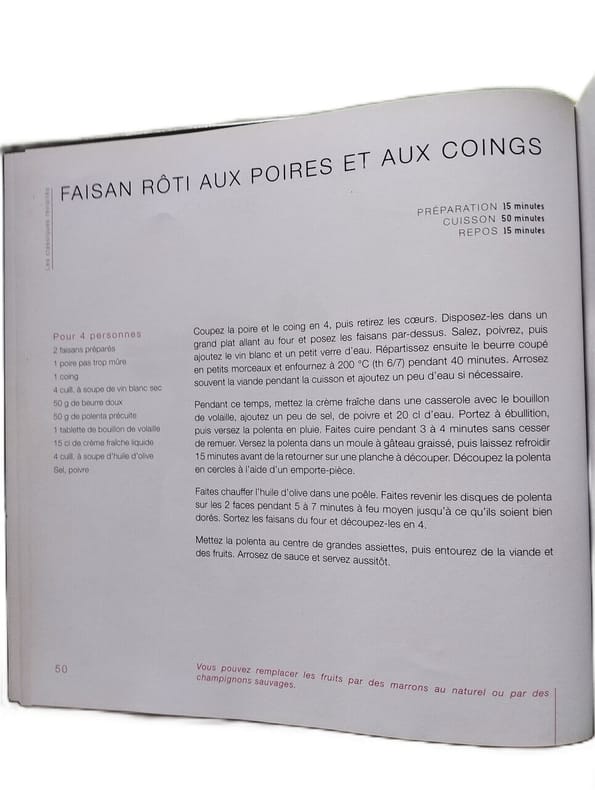 FAISAN RÔTI AUX POIRES ET AUX COINGS
Les classiques revisités
PRÉPARATION 15 minutes
CUISSON 50 minutes
REPOS 15 minutes
Pour 4 personnes
2 faisans préparés
1 poire pas trop mûre
1 coing
4 cuill. à soupe de vin blanc sec
50 g de beurre doux
50 g de polenta précuite
1 tablette de bouillon de volaille
15 cl de crème fraîche liquide
4 cuill. à soupe d'huile d'olive
Sel, poivre
Coupez la poire et le coing en 4, puis retirez les cœurs. Disposez-les dans un
grand plat allant au four et posez les faisans par-dessus. Salez, poivrez, puis
ajoutez le vin blanc et un petit verre d'eau. Répartissez ensuite le beurre coupé
en petits morceaux et enfournez à 200 °C (th 6/7) pendant 40 minutes. Arrosez
souvent la viande pendant la cuisson et ajoutez un peu d'eau si nécessaire.
Pendant ce temps, mettez la crème fraîche dans une casserole avec le bouillon
de volaille, ajoutez un peu de sel, de poivre et 20 cl d'eau. Portez à ébullition,
puis versez la polenta en pluie. Faites cuire pendant 3 à 4 minutes sans cesser
de remuer. Versez la polenta dans un moule à gâteau graissé, puis laissez refroidir
15 minutes avant de la retourner sur une planche à découper. Découpez la polenta
en cercles à l'aide d'un emporte-pièce.
Faites chauffer l'huile d'olive dans une poêle. Faites revenir les disques de polenta
sur les 2 faces pendant 5 à 7 minutes à feu moyen jusqu'à ce qu'ils soient bien
dorés. Sortez les faisans du four et découpez-les en 4.
Mettez la polenta au centre de grandes assiettes, puis entourez de la viande et
des fruits. Arrosez de sauce et servez aussitôt.
50
Vous pouvez remplacer les fruits par des marrons au naturel ou par des
champignons sauvages.